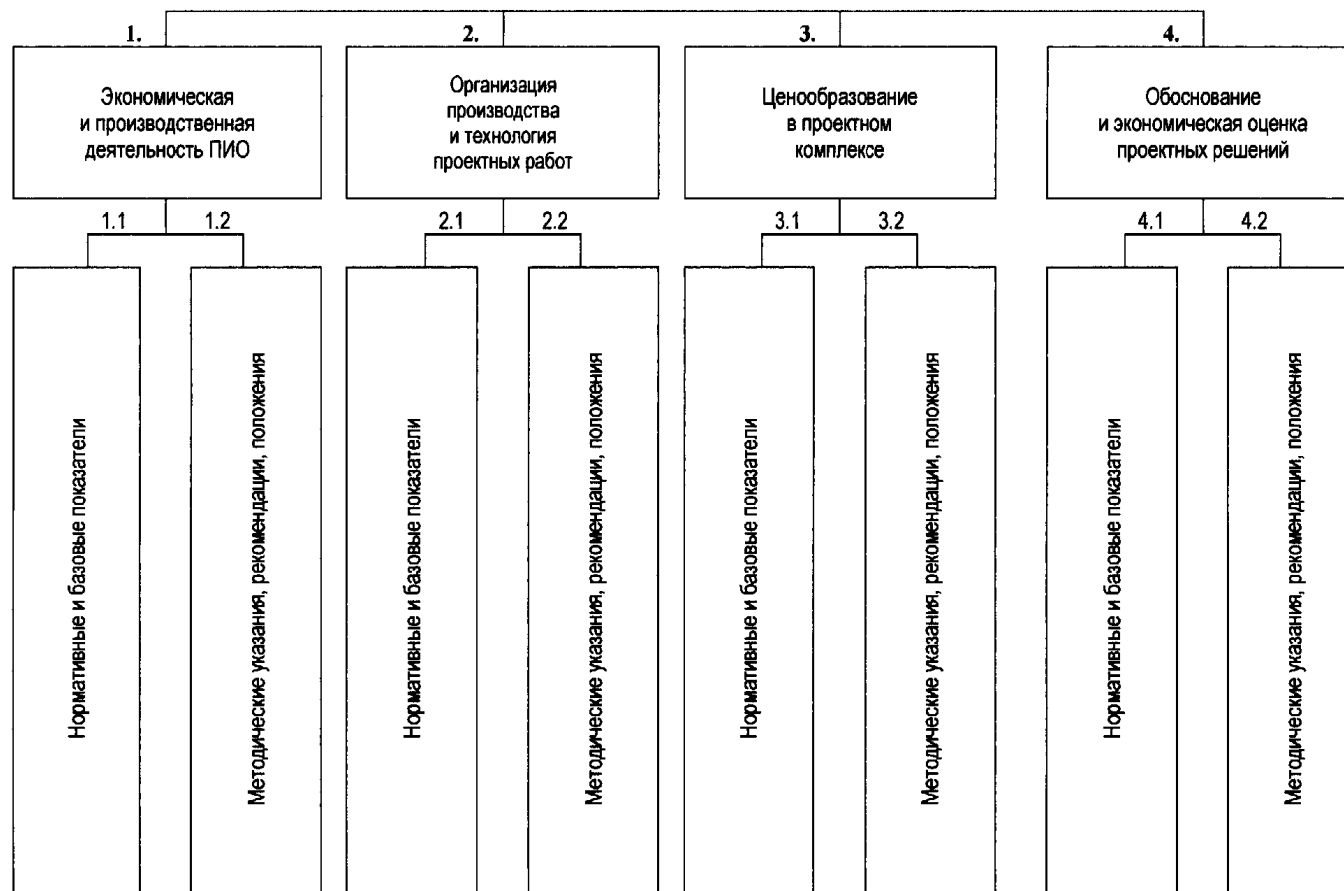 1.
Экономическая
и производственная
деятельность ПИО
2.
Организация
производства
и технология
проектных работ
3.
Ценообразование
в проектном
комплексе
4.
Обоснование
и экономическая оценка
проектных решений
1.1
1.2
2.1
2.2
3.1
3.2
4.1
4.2
Нормативные и базовые показатели
Методические указания, рекомендации, положения
Нормативные и базовые показатели
Методические указания, рекомендации, положения
Нормативные и базовые показатели
Методические указания, рекомендации, положения
Нормативные и базовые показатели
Методические указания, рекомендации, положения